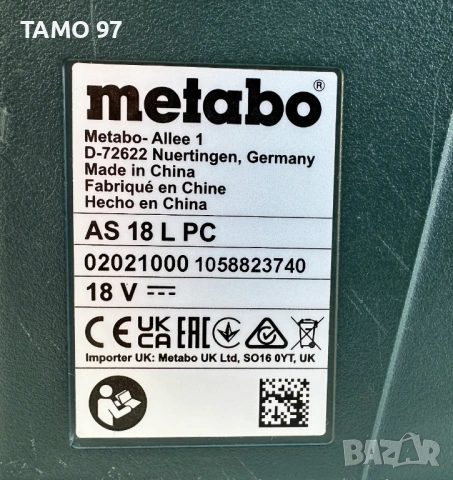 TAMO 97
metabo®
Metabo- Allee 1
D-72622 Nuertingen, Germany
Made in China
Fabriqué en Chine
Hecho en China
AS 18 L PC
02021000 1058823740
18 V
CE UK CA EAC
Importer UK: Metabo UK Ltd, SO16 0YT, UK
BAZAR